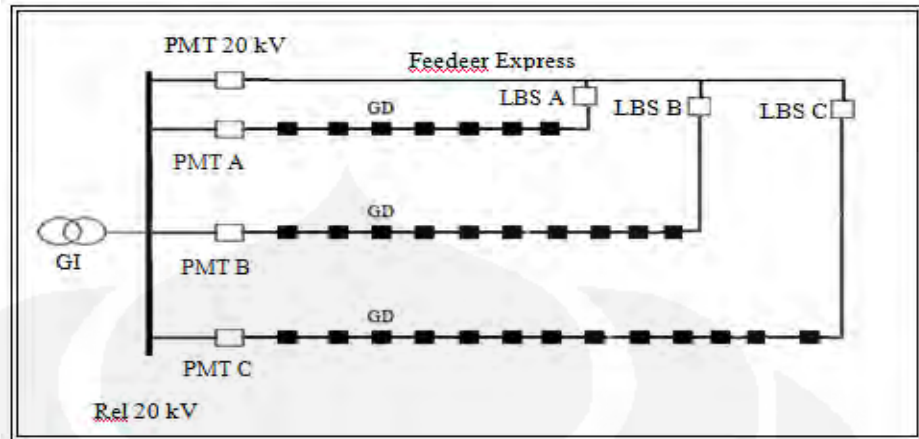 PMT 20 kV
Feedeer Express
LBS A
LBS B
LBS C
GD
PMT A
GD
GI
PMT B
GD
PMT C
Rel 20 kV